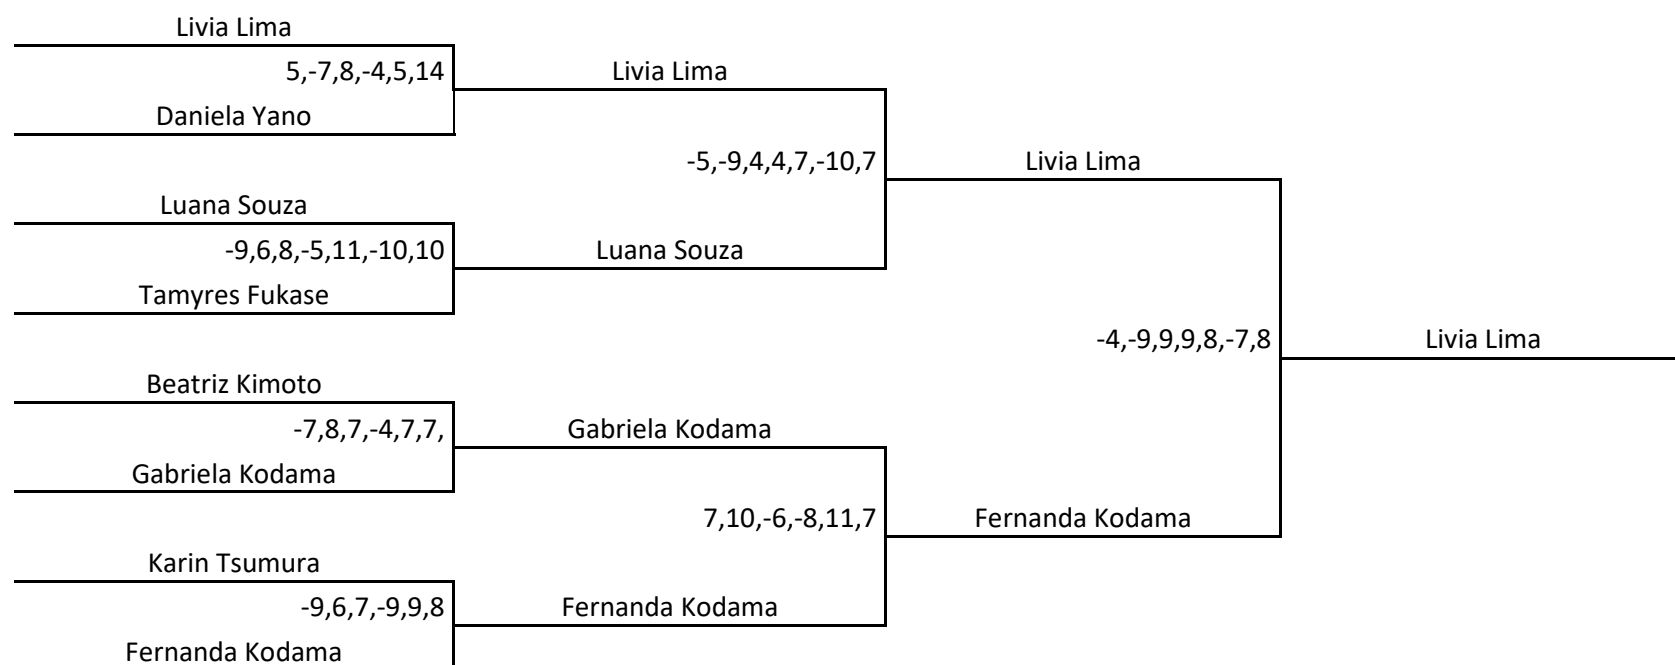 Livia Lima
5,-7,8,-4,5,14
Livia Lima
Daniela Yano
-5,-9,4,4,7,-10,7
Livia Lima
Luana Souza
-9,6,8,-5,11,-10,10
Luana Souza
Tamyres Fukase
-4,-9,9,9,8,-7,8
Livia Lima
Beatriz Kimoto
-7,8,7,-4,7,7,
Gabriela Kodama
Gabriela Kodama
7,10,-6,-8,11,7
Fernanda Kodama
Karin Tsumura
-9,6,7,-9,9,8
Fernanda Kodama
Fernanda Kodama